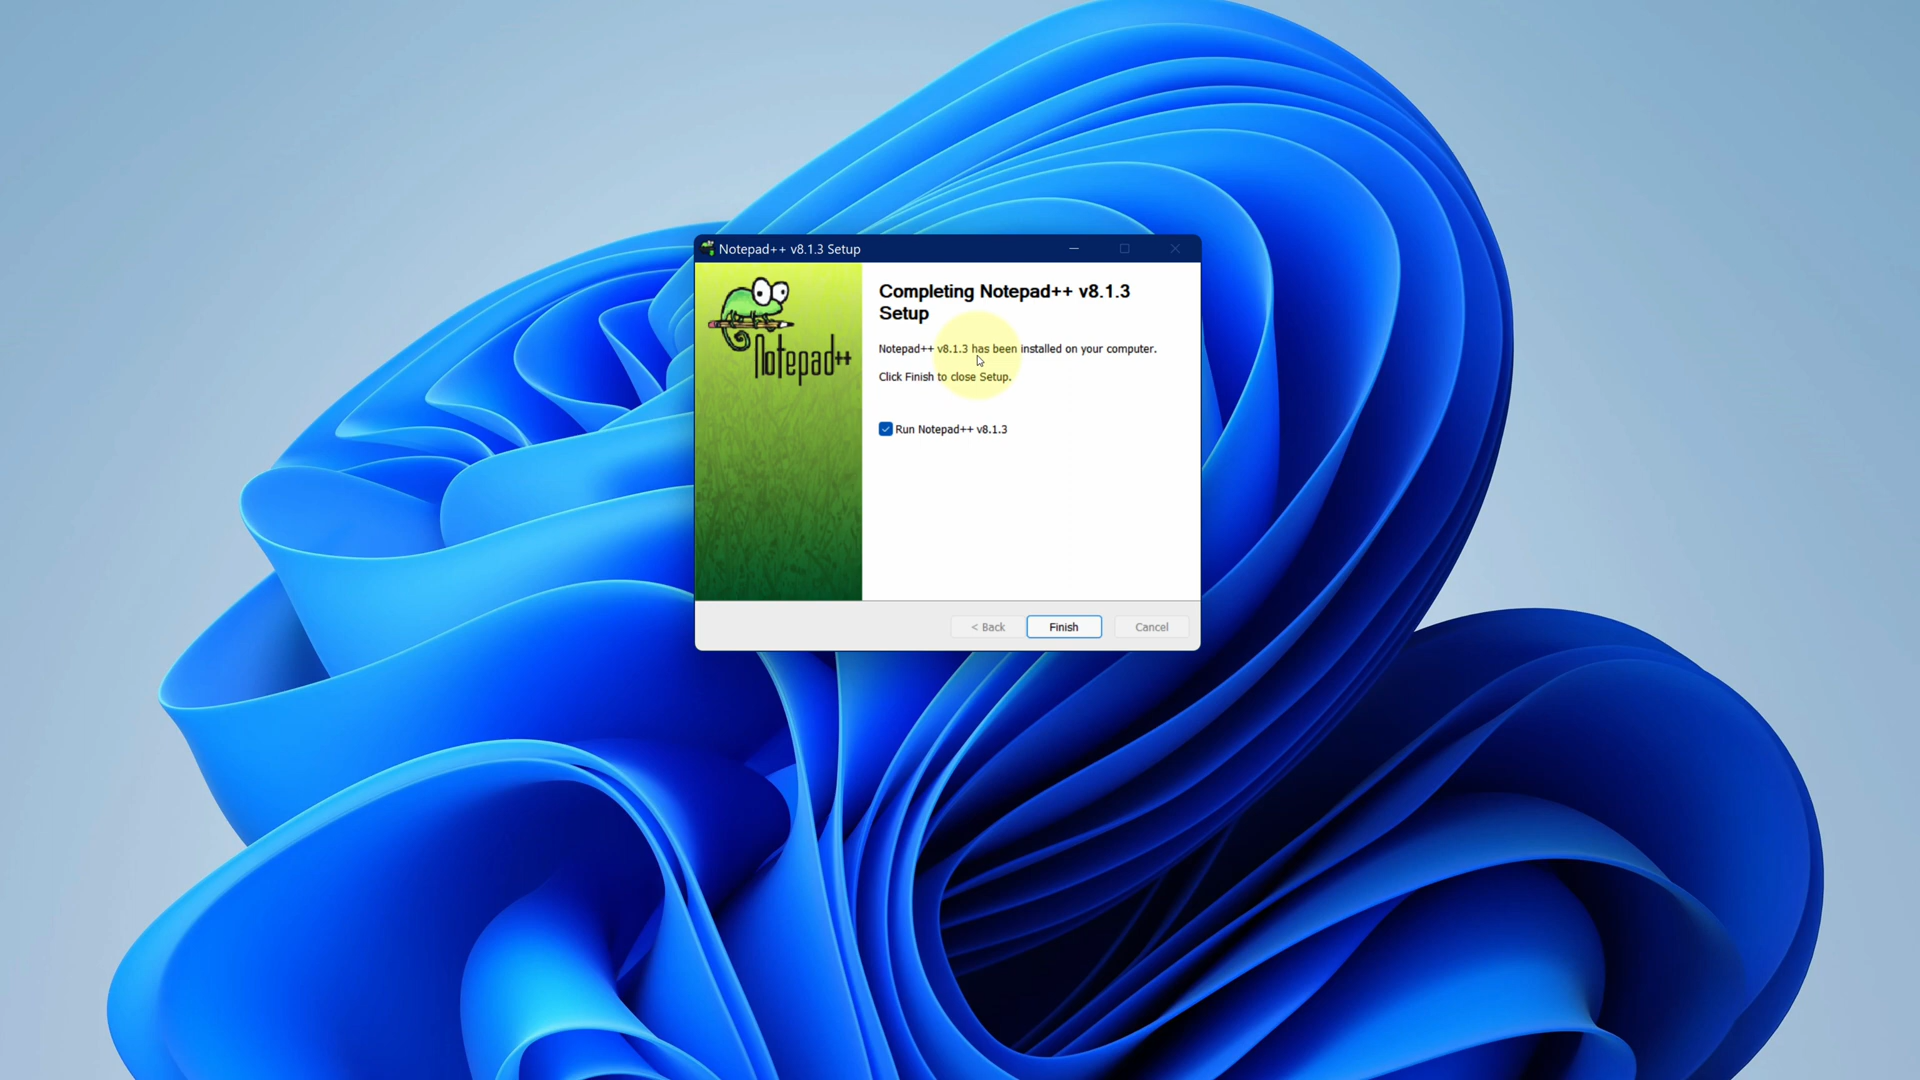 Notepad++ v8.1.3 Setup
Notepad++
Completing Notepad++ v8.1.3
Setup
Notepad++ v8.1.3 has been installed on your computer.
Click Finish to close Setup.
Run Notepad++ v8.1.3
< Back
Finish
Cancel